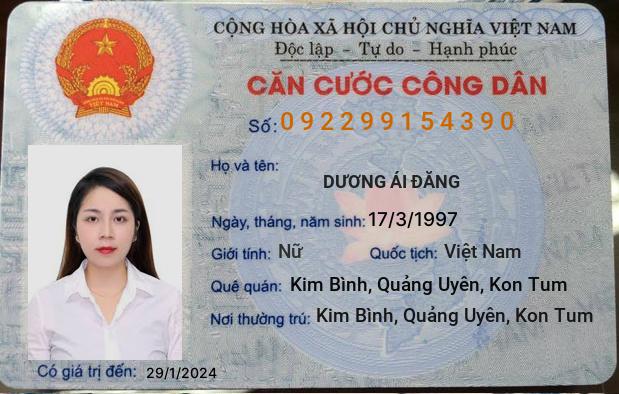 CỘNG HÒA XÃ HỘI CHỦ NGHĨA VIỆT NAM
Độc lập - Tự do - Hạnh phúc
CĂN CƯỚC CÔNG DÂN
Số: 092299154390
Họ và tên:
DƯƠNG ÁI ĐĂNG
Ngày, tháng, năm sinh: 17/3/1997
Giới tính: Nữ Quốc tịch: Việt Nam
Quê quán: Kim Bình, Quảng Uyên, Kon Tum
Nơi thường trú: Kim Bình, Quảng Uyên, Kon Tum
Có giá trị đến: 29/1/2024
VIỆT NAM